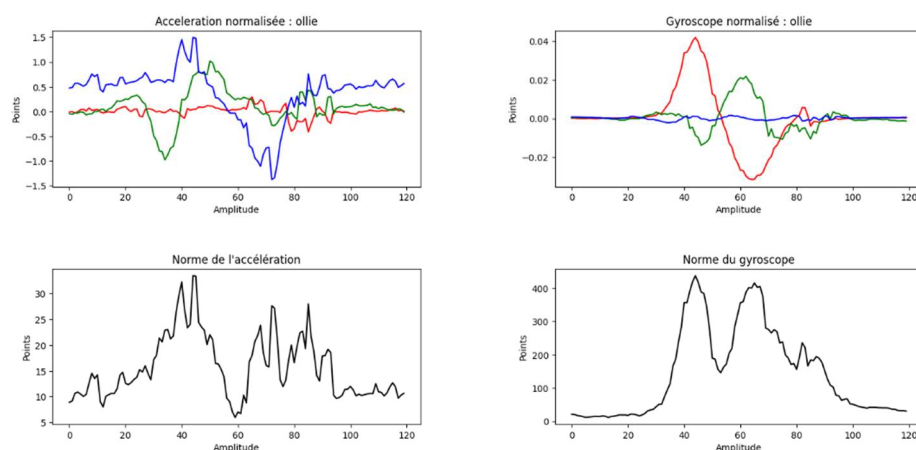 Acceleration normalisée : ollie
1.5
1.0
0.5
0.0
−0.5
−1.0
−1.5
Points
0 20 40 60 80 100 120
Amplitude
Gyroscope normalisé : ollie
0.04
0.02
0.00
−0.02
Points
0 20 40 60 80 100 120
Amplitude
Norme de l'accélération
30
25
20
15
10
5
Points
0 20 40 60 80 100 120
Amplitude
Norme du gyroscope
400
300
200
100
0
Points
0 20 40 60 80 100 120
Amplitude